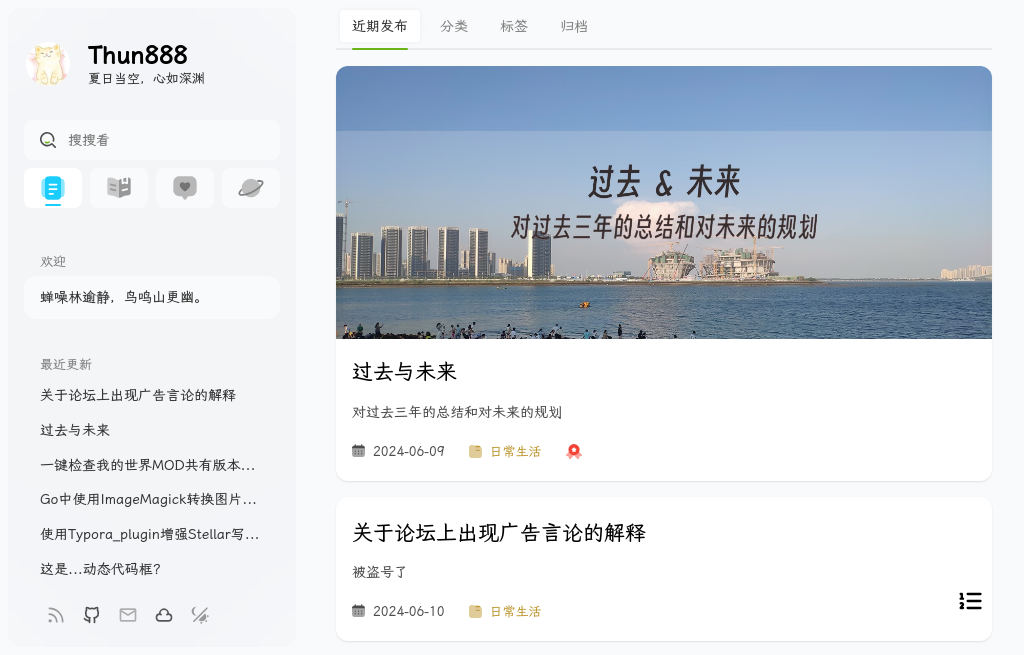 Thun888
夏日当空，心如深渊
搜搜看
欢迎
蝉噪林逾静，鸟鸣山更幽。
最近更新
关于论坛上出现广告言论的解释
过去与未来
一键检查我的世界MOD共有版本...
Go中使用ImageMagick转换图片...
使用Typora_plugin增强Stellar写...
这是...动态代码框?
近期发布 分类 标签 归档
过去 & 未来
对过去三年的总结和对未来的规划
过去与未来
对过去三年的总结和对未来的规划
2024-06-09 日常生活
关于论坛上出现广告言论的解释
被盗号了
2024-06-10 日常生活